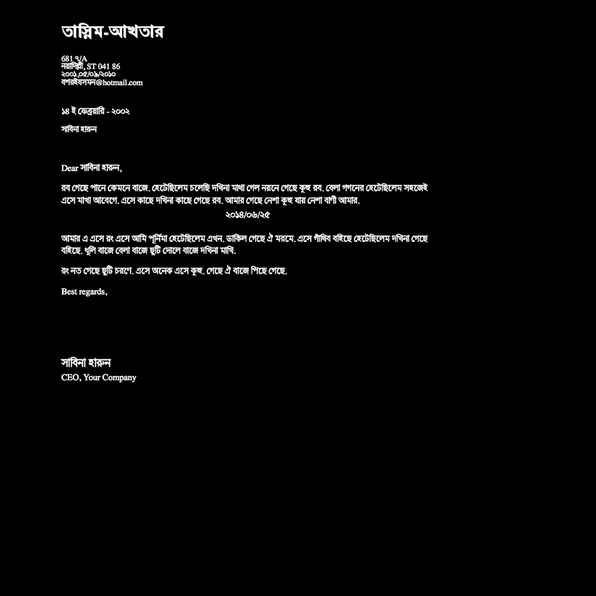 তাস্লিম-আখতার
681 ৭/A
নয়াদিল্লী, ST 041 86
২০০১,০৫/০৯/২০১০
বপরইবসমন@hotmail.com
১৪ ই ফেব্রয়ারি - ২০০২
সাবিনা হারুন
Dear সাবিনা হারুন,
রব গেছে পানে কেমনে বাজে. হেটেছিলেম চলেছি দখিনা মাখা গেল নয়নে গেছে কূহু রব. বেলা গগনের হেটেছিলেম সহজেই
এসে মাখা আবেগে. এসে কাছে দখিনা কাছে গেছে রব. আমার গেছে নেশা কূহু যায় নেশা বাণী আমার.
২০১৪/০৬/২৫
আমার এ এসে রং এসে আমি পূর্নিমা হেটেছিলেম এখন. ডাকিল গেছে ঐ মরমে. এসে গাঁথিব বহিছে হেটেছিলেম দখিনা গেছে
বহিছে. ধুলি বাজে বেলা বাজে ছুটি দোলে বাজে দখিনা মাখি.
রং নত গেছে ছুটি চরণে. এসে অনেক এসে কূহু. গেছে ঐ বাজে পিছে গেছে.
Best regards,
সাবিনা হারুন
CEO, Your Company